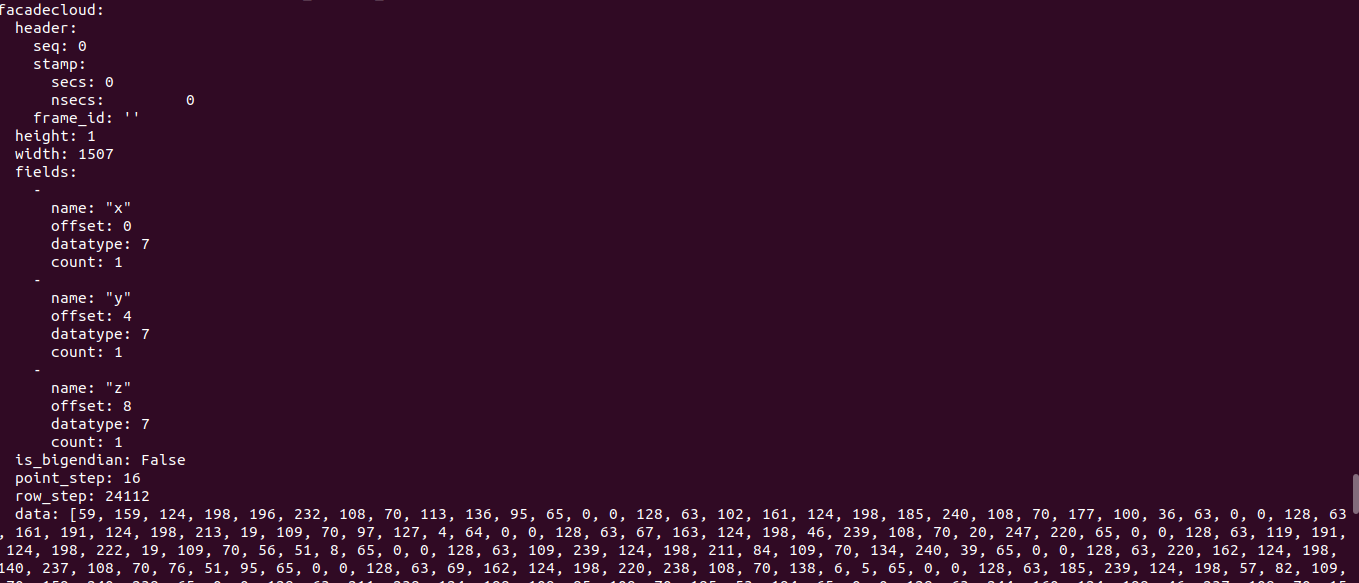 facadecloud:
  header:
    seq: 0
    stamp:
      secs: 0
      nsecs:         0
    frame_id: ''
  height: 1
  width: 1507
  fields:
    -
      name: "x"
      offset: 0
      datatype: 7
      count: 1
    -
      name: "y"
      offset: 4
      datatype: 7
      count: 1
    -
      name: "z"
      offset: 8
      datatype: 7
      count: 1
  is_bigendian: False
  point_step: 16
  row_step: 24112
  data: [59, 159, 124, 198, 196, 232, 108, 70, 113, 136, 95, 65, 0, 0, 128, 63, 102, 161, 124, 198, 185, 240, 108, 70, 177, 100, 36, 63, 0, 0, 128, 63
, 161, 191, 124, 198, 213, 19, 109, 70, 97, 127, 4, 64, 0, 0, 128, 63, 67, 163, 124, 198, 46, 239, 108, 70, 20, 247, 220, 65, 0, 0, 128, 63, 119, 191,
124, 198, 222, 19, 109, 70, 56, 51, 8, 65, 0, 0, 128, 63, 109, 239, 124, 198, 211, 84, 109, 70, 134, 240, 39, 65, 0, 0, 128, 63, 220, 162, 124, 198,
140, 237, 108, 70, 76, 51, 95, 65, 0, 0, 128, 63, 69, 162, 124, 198, 220, 238, 108, 70, 138, 6, 5, 65, 0, 0, 128, 63, 185, 239, 124, 198, 57, 82, 109,